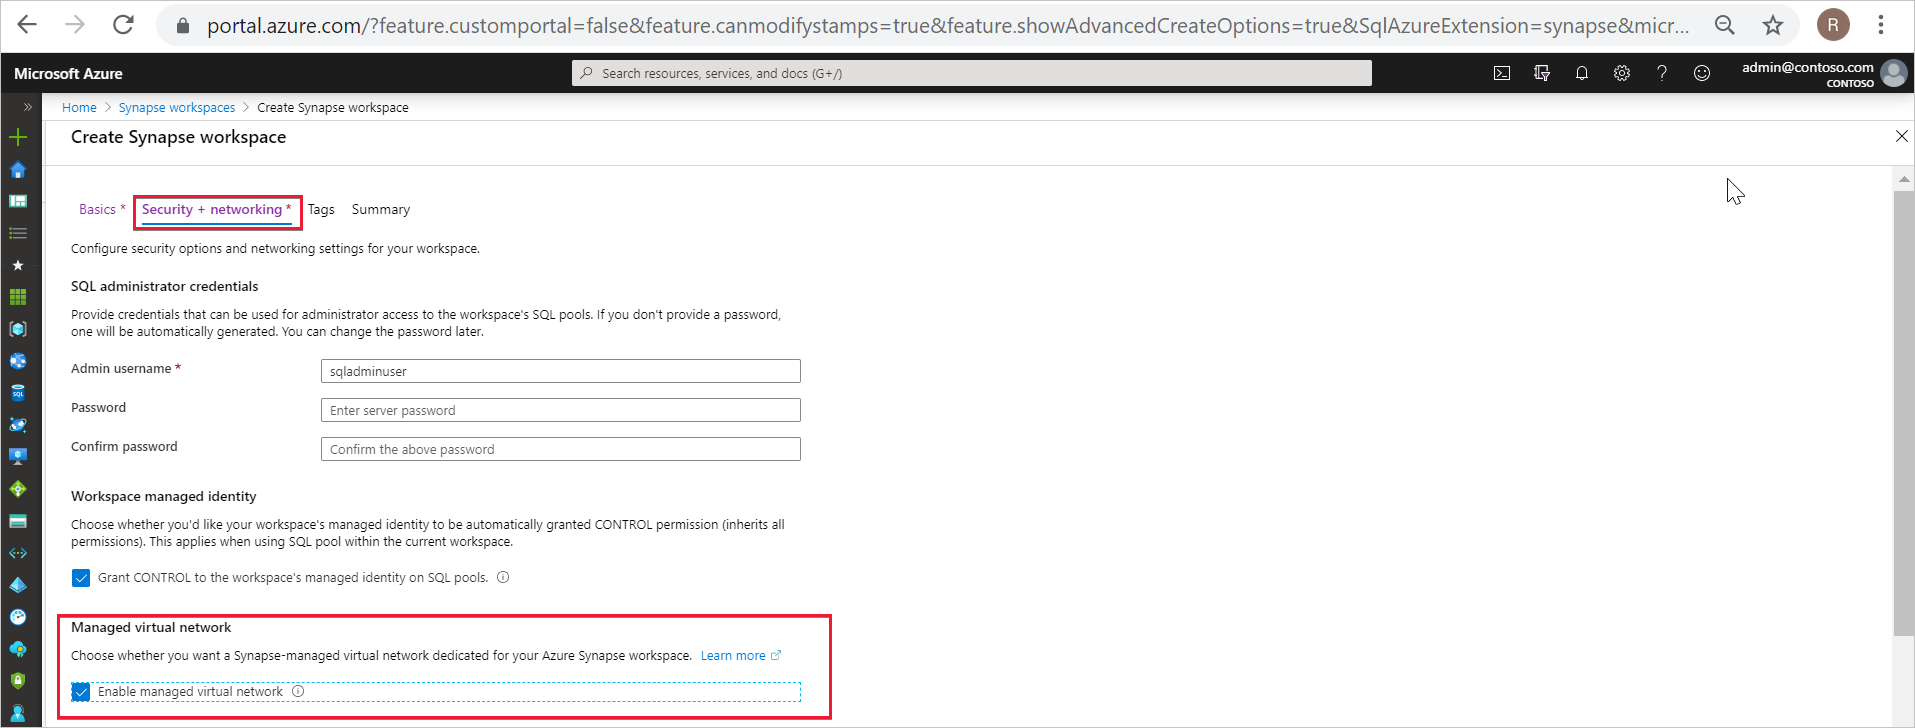 portal.azure.com/?feature.customportal=false&feature.canmodifystamps=true&feature.showAdvancedCreateOptions=true&SqlAzureExtension=synapse&micr...
R
Microsoft Azure
Search resources, services, and docs (G+/)
admin@contoso.com
CONTOSO
Home > Synapse workspaces > Create Synapse workspace
Create Synapse workspace
Basics * Security + networking * Tags Summary
Configure security options and networking settings for your workspace.
SQL administrator credentials
Provide credentials that can be used for administrator access to the workspace's SQL pools. If you don't provide a password,
one will be automatically generated. You can change the password later.
Admin username * sqladminuser
Password Enter server password
Confirm password Confirm the above password
Workspace managed identity
Choose whether you'd like your workspace's managed identity to be automatically granted CONTROL permission (inherits all
permissions). This applies when using SQL pool within the current workspace.
Grant CONTROL to the workspace's managed identity on SQL pools.
Managed virtual network
Choose whether you want a Synapse-managed virtual network dedicated for your Azure Synapse workspace. Learn more
Enable managed virtual network